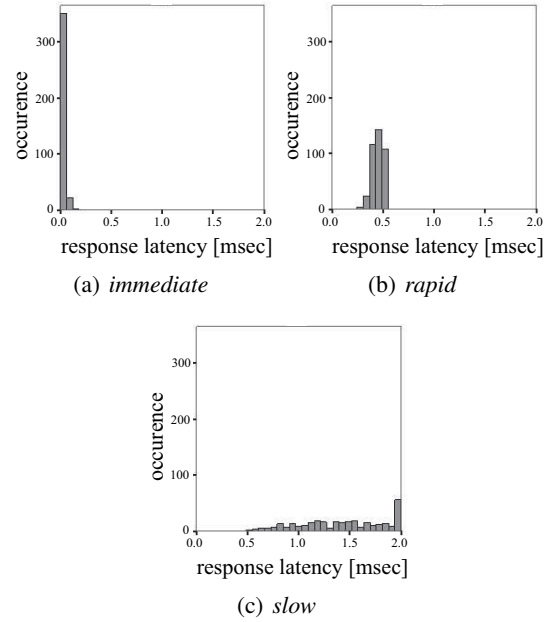 300
200
100
0
occurence
0.0 0.5 1.0 1.5 2.0
response latency [msec]
(a) immediate
300
200
100
0
occurence
0.0 0.5 1.0 1.5 2.0
response latency [msec]
(b) rapid
300
200
100
0
occurence
0.0 0.5 1.0 1.5 2.0
response latency [msec]
(c) slow